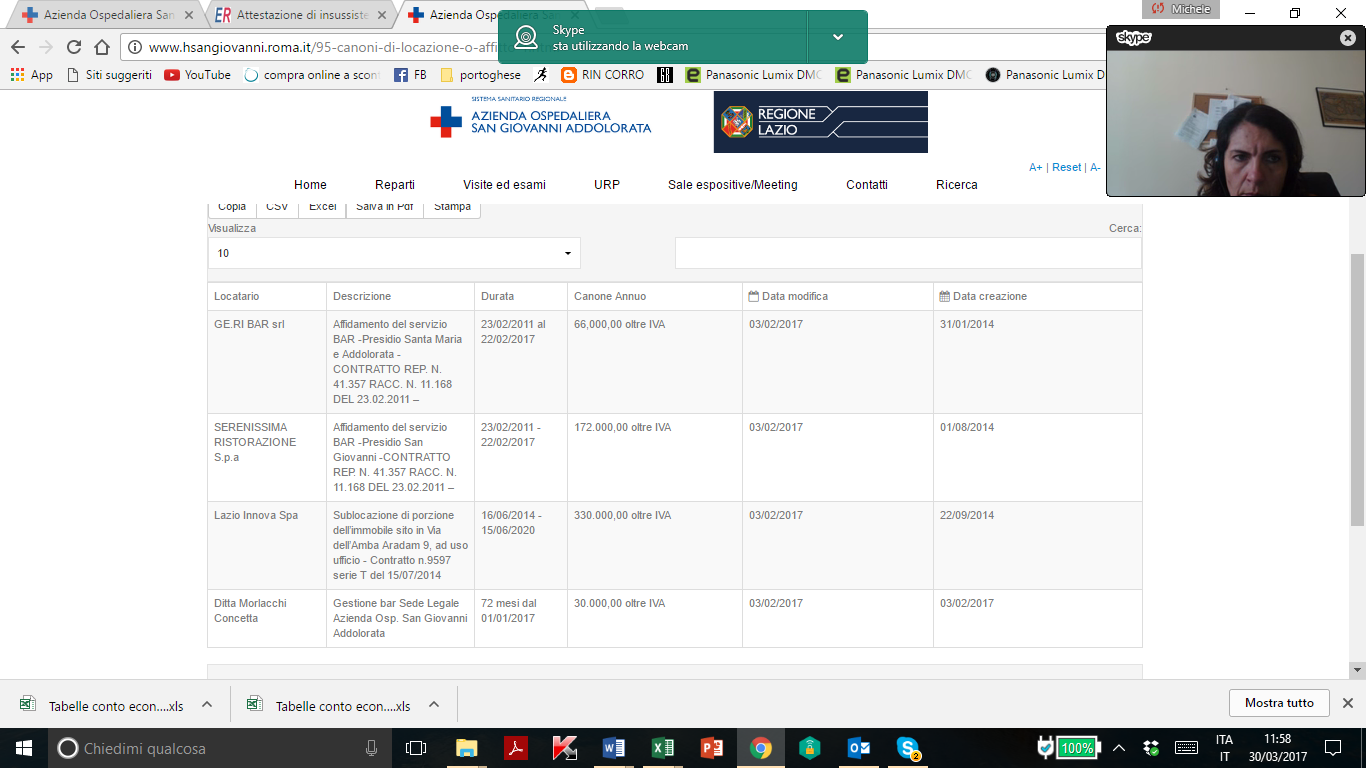 Azienda Ospedaliera San
Attestazione di insussiste
Azienda Ospedaliera Sa
Michele
Skype
sta utilizzando la webcam
www.hsangiovanni.roma.it/95-canoni-di-locazione-o-affi
skype
App
Siti suggeriti
YouTube
compra online a scon
FB
portoghese
RIN CORRO
Panasonic Lumix DMC
Panasonic Lumix DMC
Panasonic Lumix D
SISTEMA SANITARIO REGIONALE
AZIENDA OSPEDALIERA
SAN GIOVANNI ADDOLORATA
REGIONE
LAZIO
A+ | Reset | A-
Home
Reparti
Visite ed esami
URP
Sale espositive/Meeting
Contatti
Ricerca
Copia
CSV
Excel
Salva in Pdf
Stampa
Visualizza
Cerca:
10
Locatario
Descrizione
Durata
Canone Annuo
Data modifica
Data creazione
GE.RI BAR srl
Affidamento del servizio
BAR -Presidio Santa Maria
e Addolorata -
CONTRATTO REP. N.
41.357 RACC. N. 11.168
DEL 23.02.2011 –
23/02/2011 al
22/02/2017
66,000,00 oltre IVA
03/02/2017
31/01/2014
SERENISSIMA
RISTORAZIONE
S.p.a
Affidamento del servizio
BAR -Presidio San
Giovanni -CONTRATTO
REP. N. 41.357 RACC. N.
11.168 DEL 23.02.2011 –
23/02/2011 -
22/02/2017
172.000,00 oltre IVA
03/02/2017
01/08/2014
Lazio Innova Spa
Sublocazione di porzione
dell'immobile sito in Via
dell'Amba Aradam 9, ad uso
ufficio - Contratto n.9597
serie T del 15/07/2014
16/06/2014 -
15/06/2020
330.000,00 oltre IVA
03/02/2017
22/09/2014
Ditta Morlacchi
Concetta
Gestione bar Sede Legale
Azienda Osp. San Giovanni
Addolorata
72 mesi dal
01/01/2017
30.000,00 oltre IVA
03/02/2017
03/02/2017
Tabelle conto econ....xls
Tabelle conto econ....xls
Mostra tutto
Chiedimi qualcosa
2
100%
ITA
IT
11:58
30/03/2017